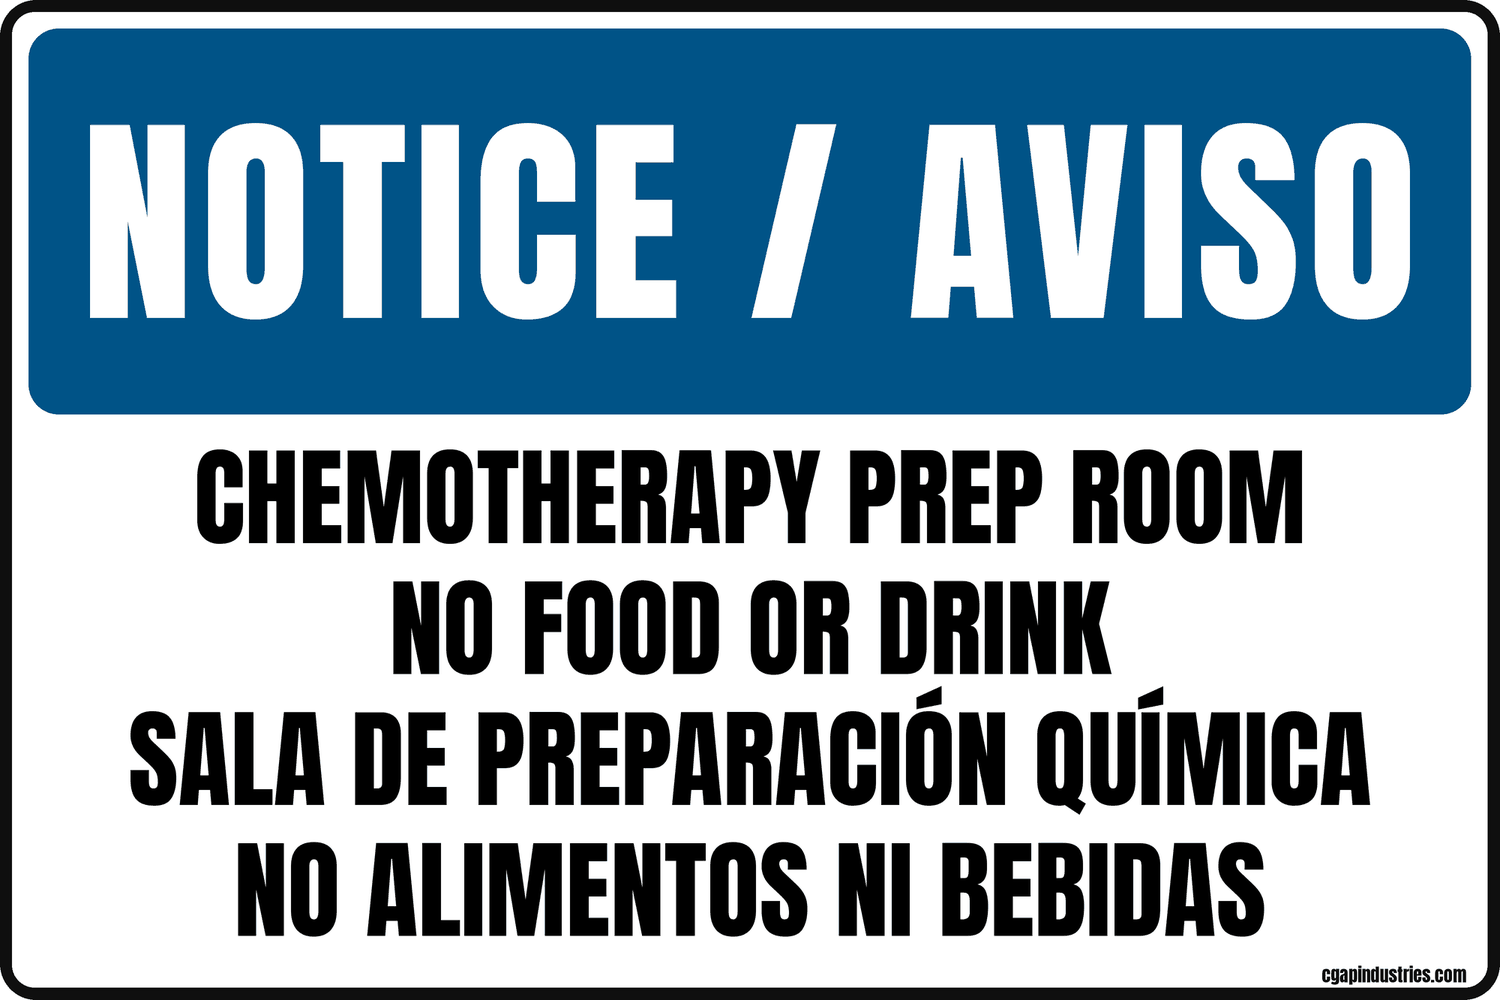 NOTICE / AVISO
CHEMOTHERAPY PREP ROOM
NO FOOD OR DRINK
SALA DE PREPARACIÓN QUÍMICA
NO ALIMENTOS NI BEBIDAS
cgapindustries.com